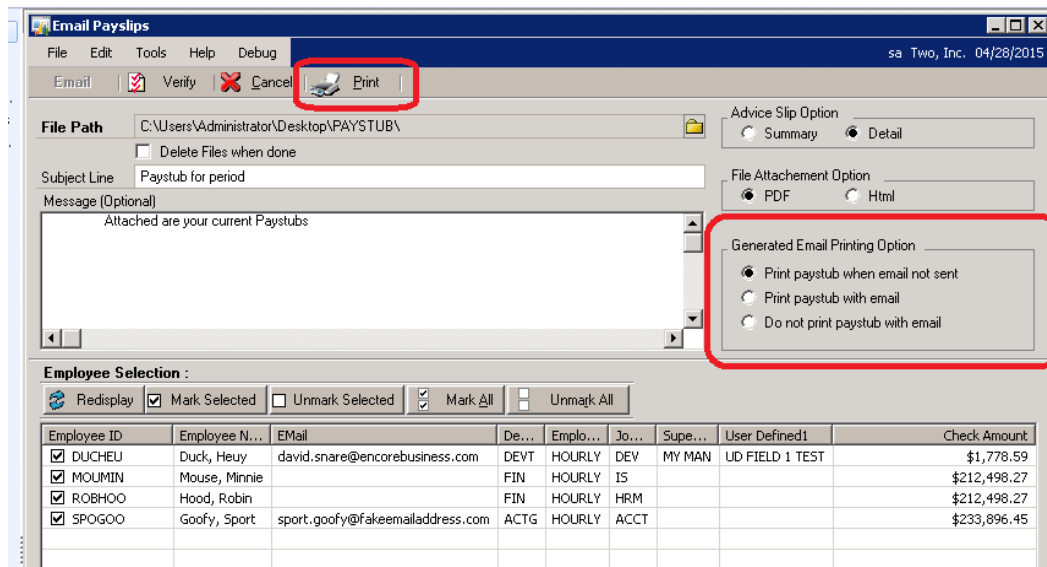 Email Payslips
File Edit Tools Help Debug sa Two, Inc. 04/28/2015
Email Verify Cancel Print
File Path C:\Users\Administrator\Desktop\PAYSTUB\
Delete Files when done
Subject Line Paystub for period
Message (Optional)
Attached are your current Paystubs
Advice Slip Option
Summary Detail
File Attachement Option
PDF Html
Generated Email Printing Option
Print paystub when email not sent
Print paystub with email
Do not print paystub with email
Employee Selection :
Redisplay Mark Selected Unmark Selected Mark All Unmark All
Employee ID Employee N... EMail De... Emplo... Jo... Supe... User Defined1 Check Amount
DUCHEU Duck, Heuy david.snare@encorebusiness.com DEVT HOURLY DEV MY MAN UD FIELD 1 TEST $1,778.59
MOUMIN Mouse, Minnie FIN HOURLY IS $212,498.27
ROBHOO Hood, Robin FIN HOURLY HRM $212,498.27
SPOGOO Goofy, Sport sport.goofy@fakeemailaddress.com ACTG HOURLY ACCT $233,896.45